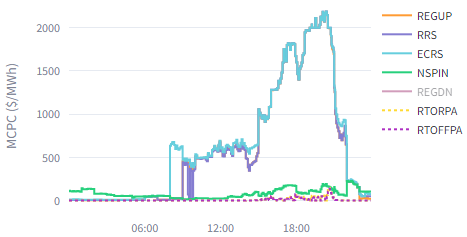 MCPC ($/MWh)
2000
1500
1000
500
0
06:00 12:00 18:00
REGUP
RRS
ECRS
NSPIN
REGDN
RTORPA
RTOFFPA